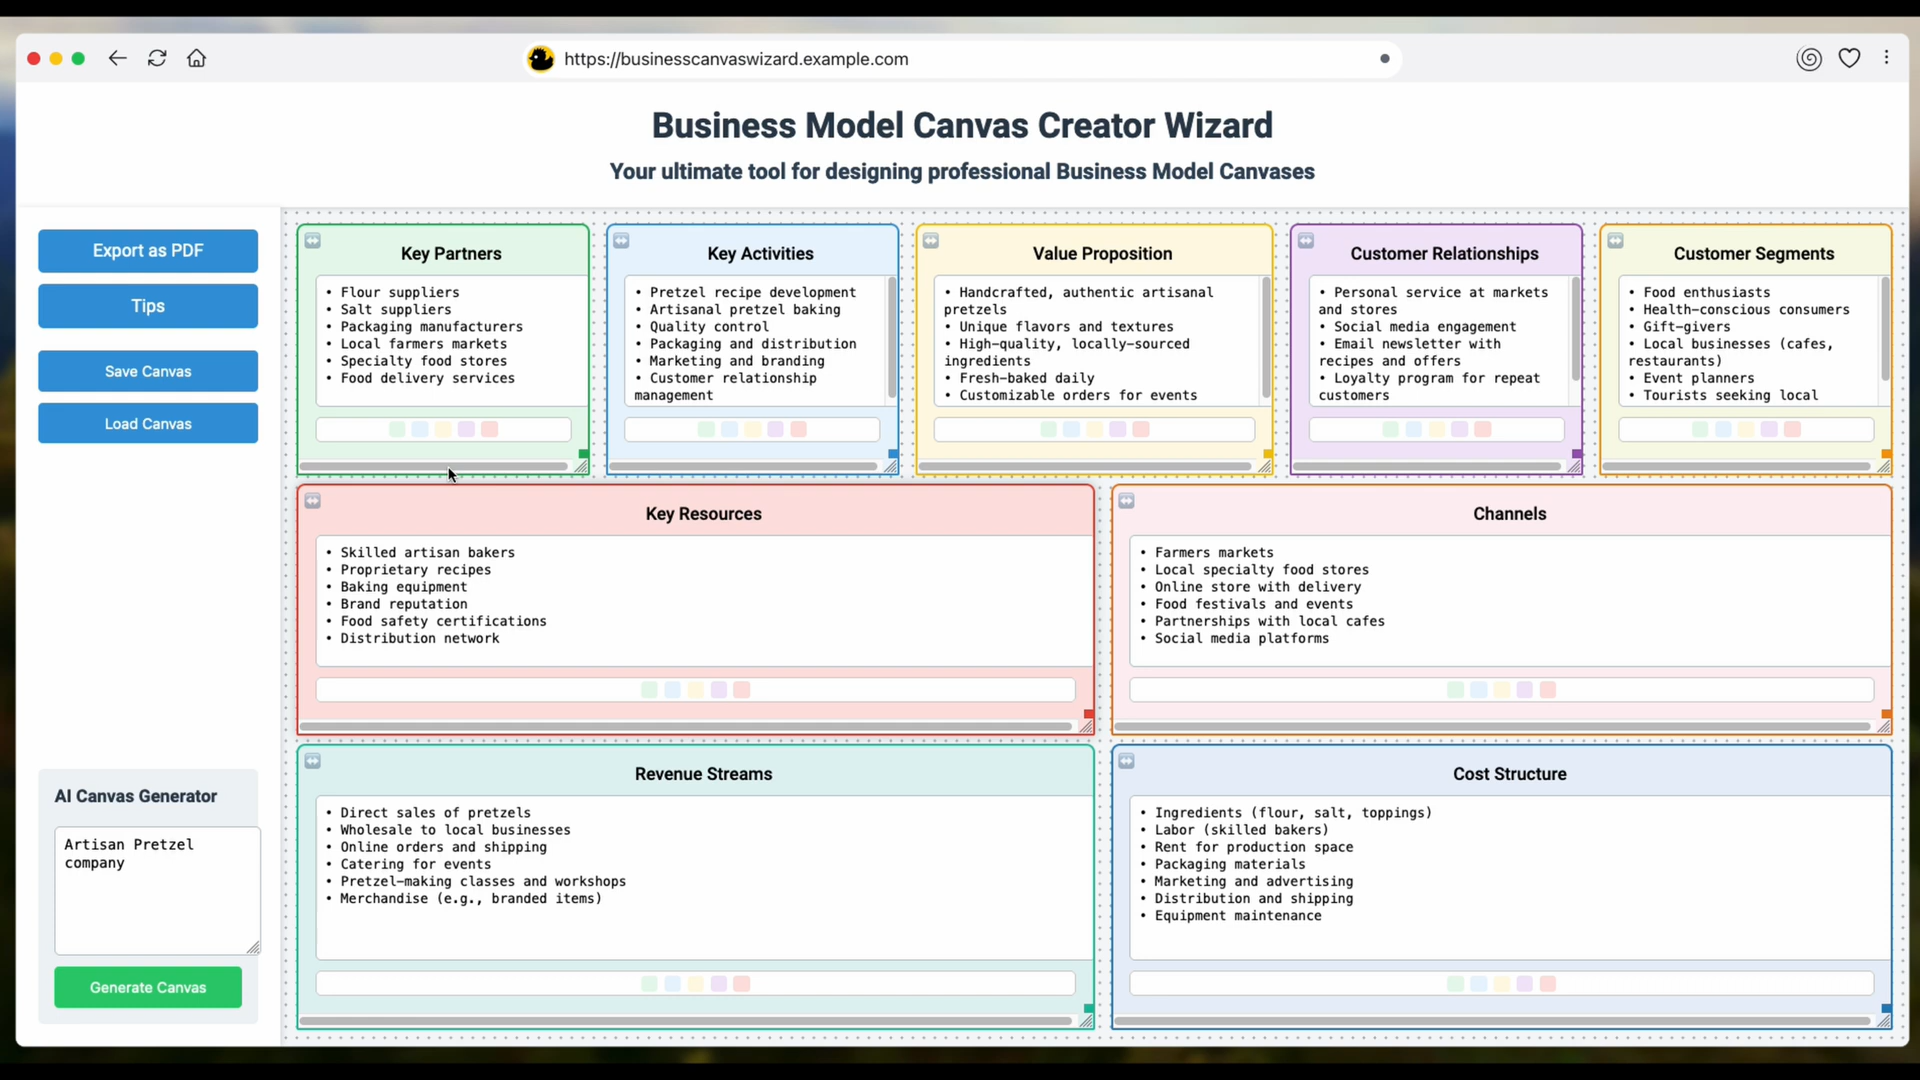 https://businesscanvaswizard.example.com
Business Model Canvas Creator Wizard
Your ultimate tool for designing professional Business Model Canvases
Export as PDF
Tips
Save Canvas
Load Canvas
AI Canvas Generator
Artisan Pretzel
company
Generate Canvas
Key Partners
• Flour suppliers
• Salt suppliers
• Packaging manufacturers
• Local farmers markets
• Specialty food stores
• Food delivery services
Key Activities
• Pretzel recipe development
• Artisanal pretzel baking
• Quality control
• Packaging and distribution
• Marketing and branding
• Customer relationship
management
Value Proposition
• Handcrafted, authentic artisanal
pretzels
• Unique flavors and textures
• High-quality, locally-sourced
ingredients
• Fresh-baked daily
• Customizable orders for events
Customer Relationships
• Personal service at markets
and stores
• Social media engagement
• Email newsletter with
recipes and offers
• Loyalty program for repeat
customers
Customer Segments
• Food enthusiasts
• Health-conscious consumers
• Gift-givers
• Local businesses (cafes,
restaurants)
• Event planners
• Tourists seeking local
Key Resources
• Skilled artisan bakers
• Proprietary recipes
• Baking equipment
• Brand reputation
• Food safety certifications
• Distribution network
Channels
• Farmers markets
• Local specialty food stores
• Online store with delivery
• Food festivals and events
• Partnerships with local cafes
• Social media platforms
Revenue Streams
• Direct sales of pretzels
• Wholesale to local businesses
• Online orders and shipping
• Catering for events
• Pretzel-making classes and workshops
• Merchandise (e.g., branded items)
Cost Structure
• Ingredients (flour, salt, toppings)
• Labor (skilled bakers)
• Rent for production space
• Packaging materials
• Marketing and advertising
• Distribution and shipping
• Equipment maintenance